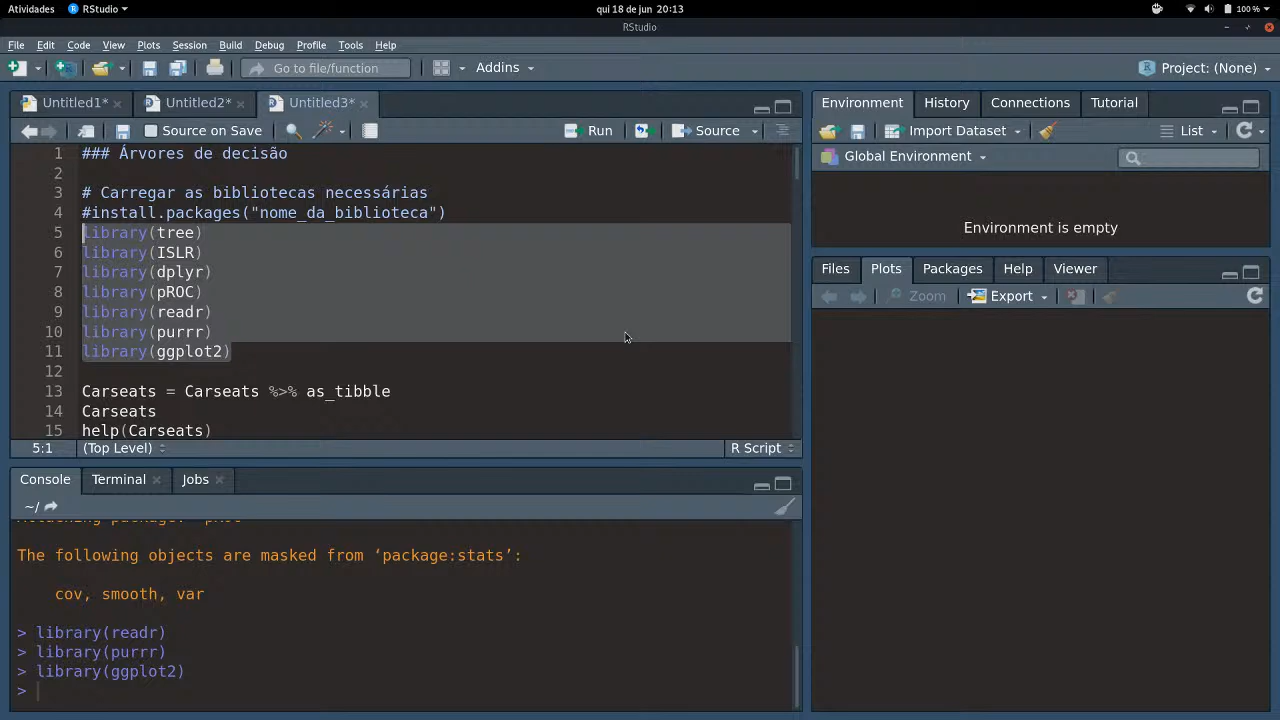 Atividades RStudio qui 18 de jun 20:13 100 %
RStudio
File Edit Code View Plots Session Build Debug Profile Tools Help
Go to file/function Addins Project: (None)
Untitled1* Untitled2* Untitled3*
Source on Save Run Source
1 ### Árvores de decisão
2
3 # Carregar as bibliotecas necessárias
4 #install.packages("nome_da_biblioteca")
5 library(tree)
6 library(ISLR)
7 library(dplyr)
8 library(pROC)
9 library(readr)
10 library(purrr)
11 library(ggplot2)
12
13 Carseats = Carseats %>% as_tibble
14 Carseats
15 help(Carseats)
5:1 (Top Level) R Script
Console Terminal Jobs
~/
Attaching package: ‘pROC’
The following objects are masked from ‘package:stats’:
cov, smooth, var
> library(readr)
> library(purrr)
> library(ggplot2)
>
Environment History Connections Tutorial
Import Dataset List
Global Environment
Environment is empty
Files Plots Packages Help Viewer
Zoom Export